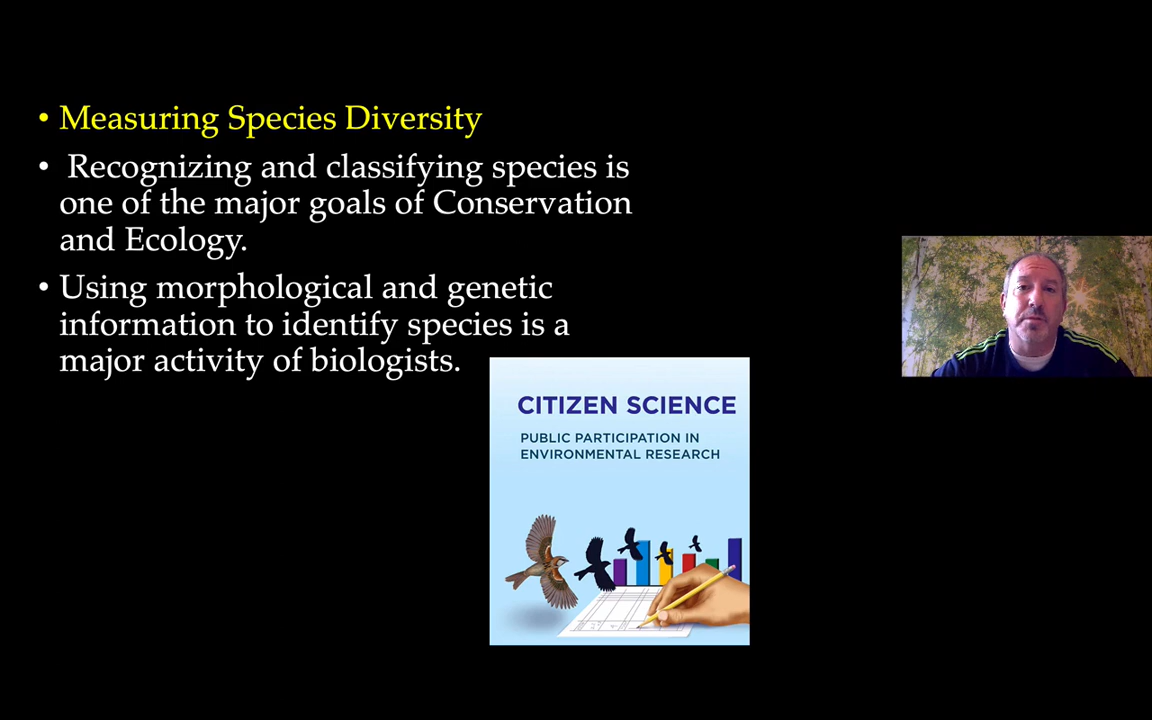 • Measuring Species Diversity
• Recognizing and classifying species is
one of the major goals of Conservation
and Ecology.
• Using morphological and genetic
information to identify species is a
major activity of biologists.
CITIZEN SCIENCE
PUBLIC PARTICIPATION IN
ENVIRONMENTAL RESEARCH